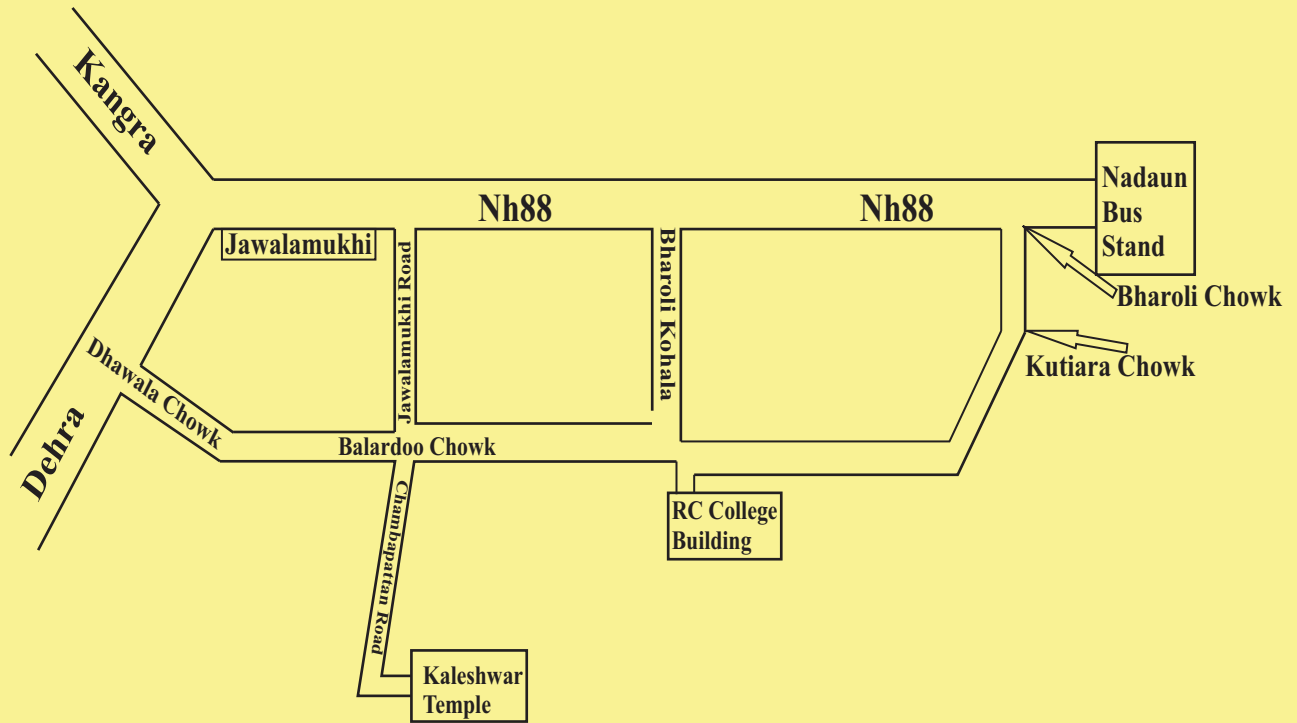 Kangra
Nadaun
Bus
Stand
Nh88
Nh88
Jawalamukhi
Jawalamukhi Road
Bharoli Kohala
Bharoli Chowk
Kutiara Chowk
Dhawala Chowk
Dehra
Balardoo Chowk
Chambapattan Road
RC College
Building
Kaleshwar
Temple